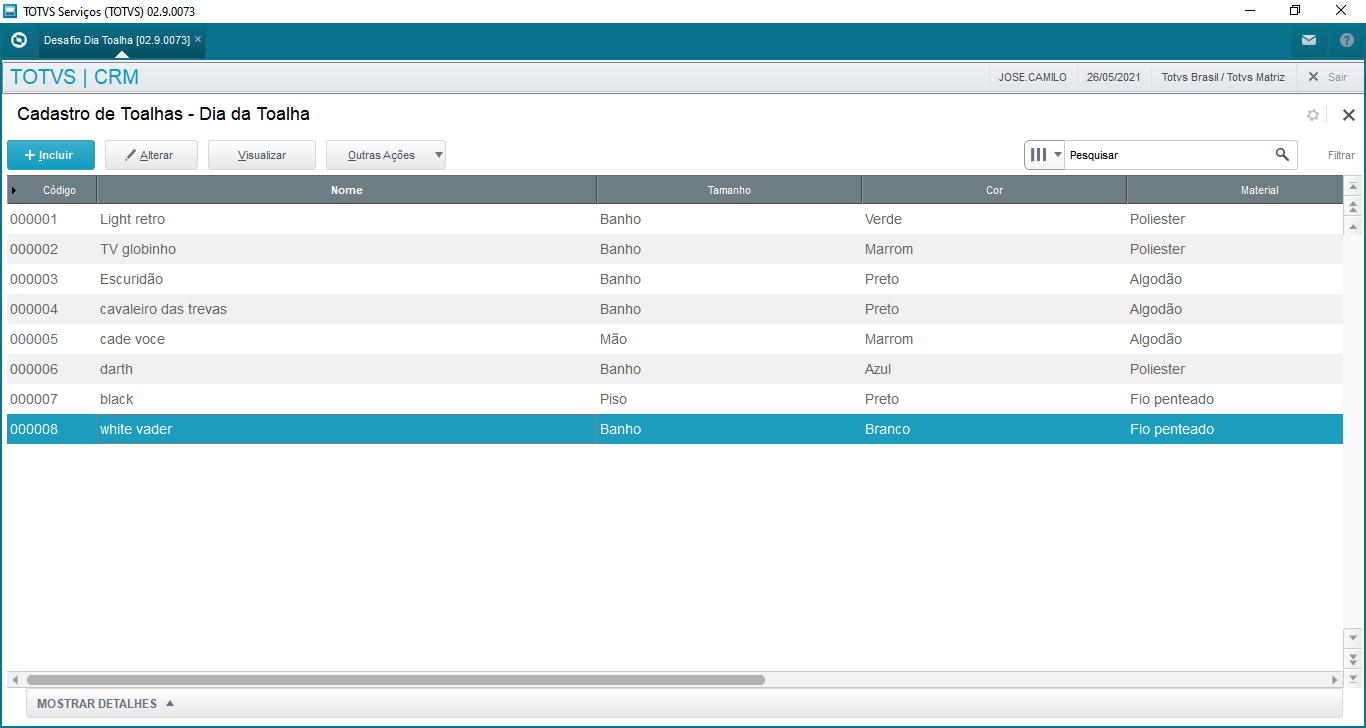 TOTVS Serviços (TOTVS) 02.9.0073
Desafio Dia Toalha [02.9.0073] ×
TOTVS | CRM JOSE.CAMILO 26/05/2021 Totvs Brasil / Totvs Matriz Sair
Cadastro de Toalhas - Dia da Toalha
Incluir Alterar Visualizar Outras Ações Pesquisar Filtrar
Código Nome Tamanho Cor Material
000001 Light retro Banho Verde Poliester
000002 TV globinho Banho Marrom Poliester
000003 Escuridão Banho Preto Algodão
000004 cavaleiro das trevas Banho Preto Algodão
000005 cade voce Mão Marrom Algodão
000006 darth Banho Azul Poliester
000007 black Piso Preto Fio penteado
000008 white vader Banho Branco Fio penteado
MOSTRAR DETALHES